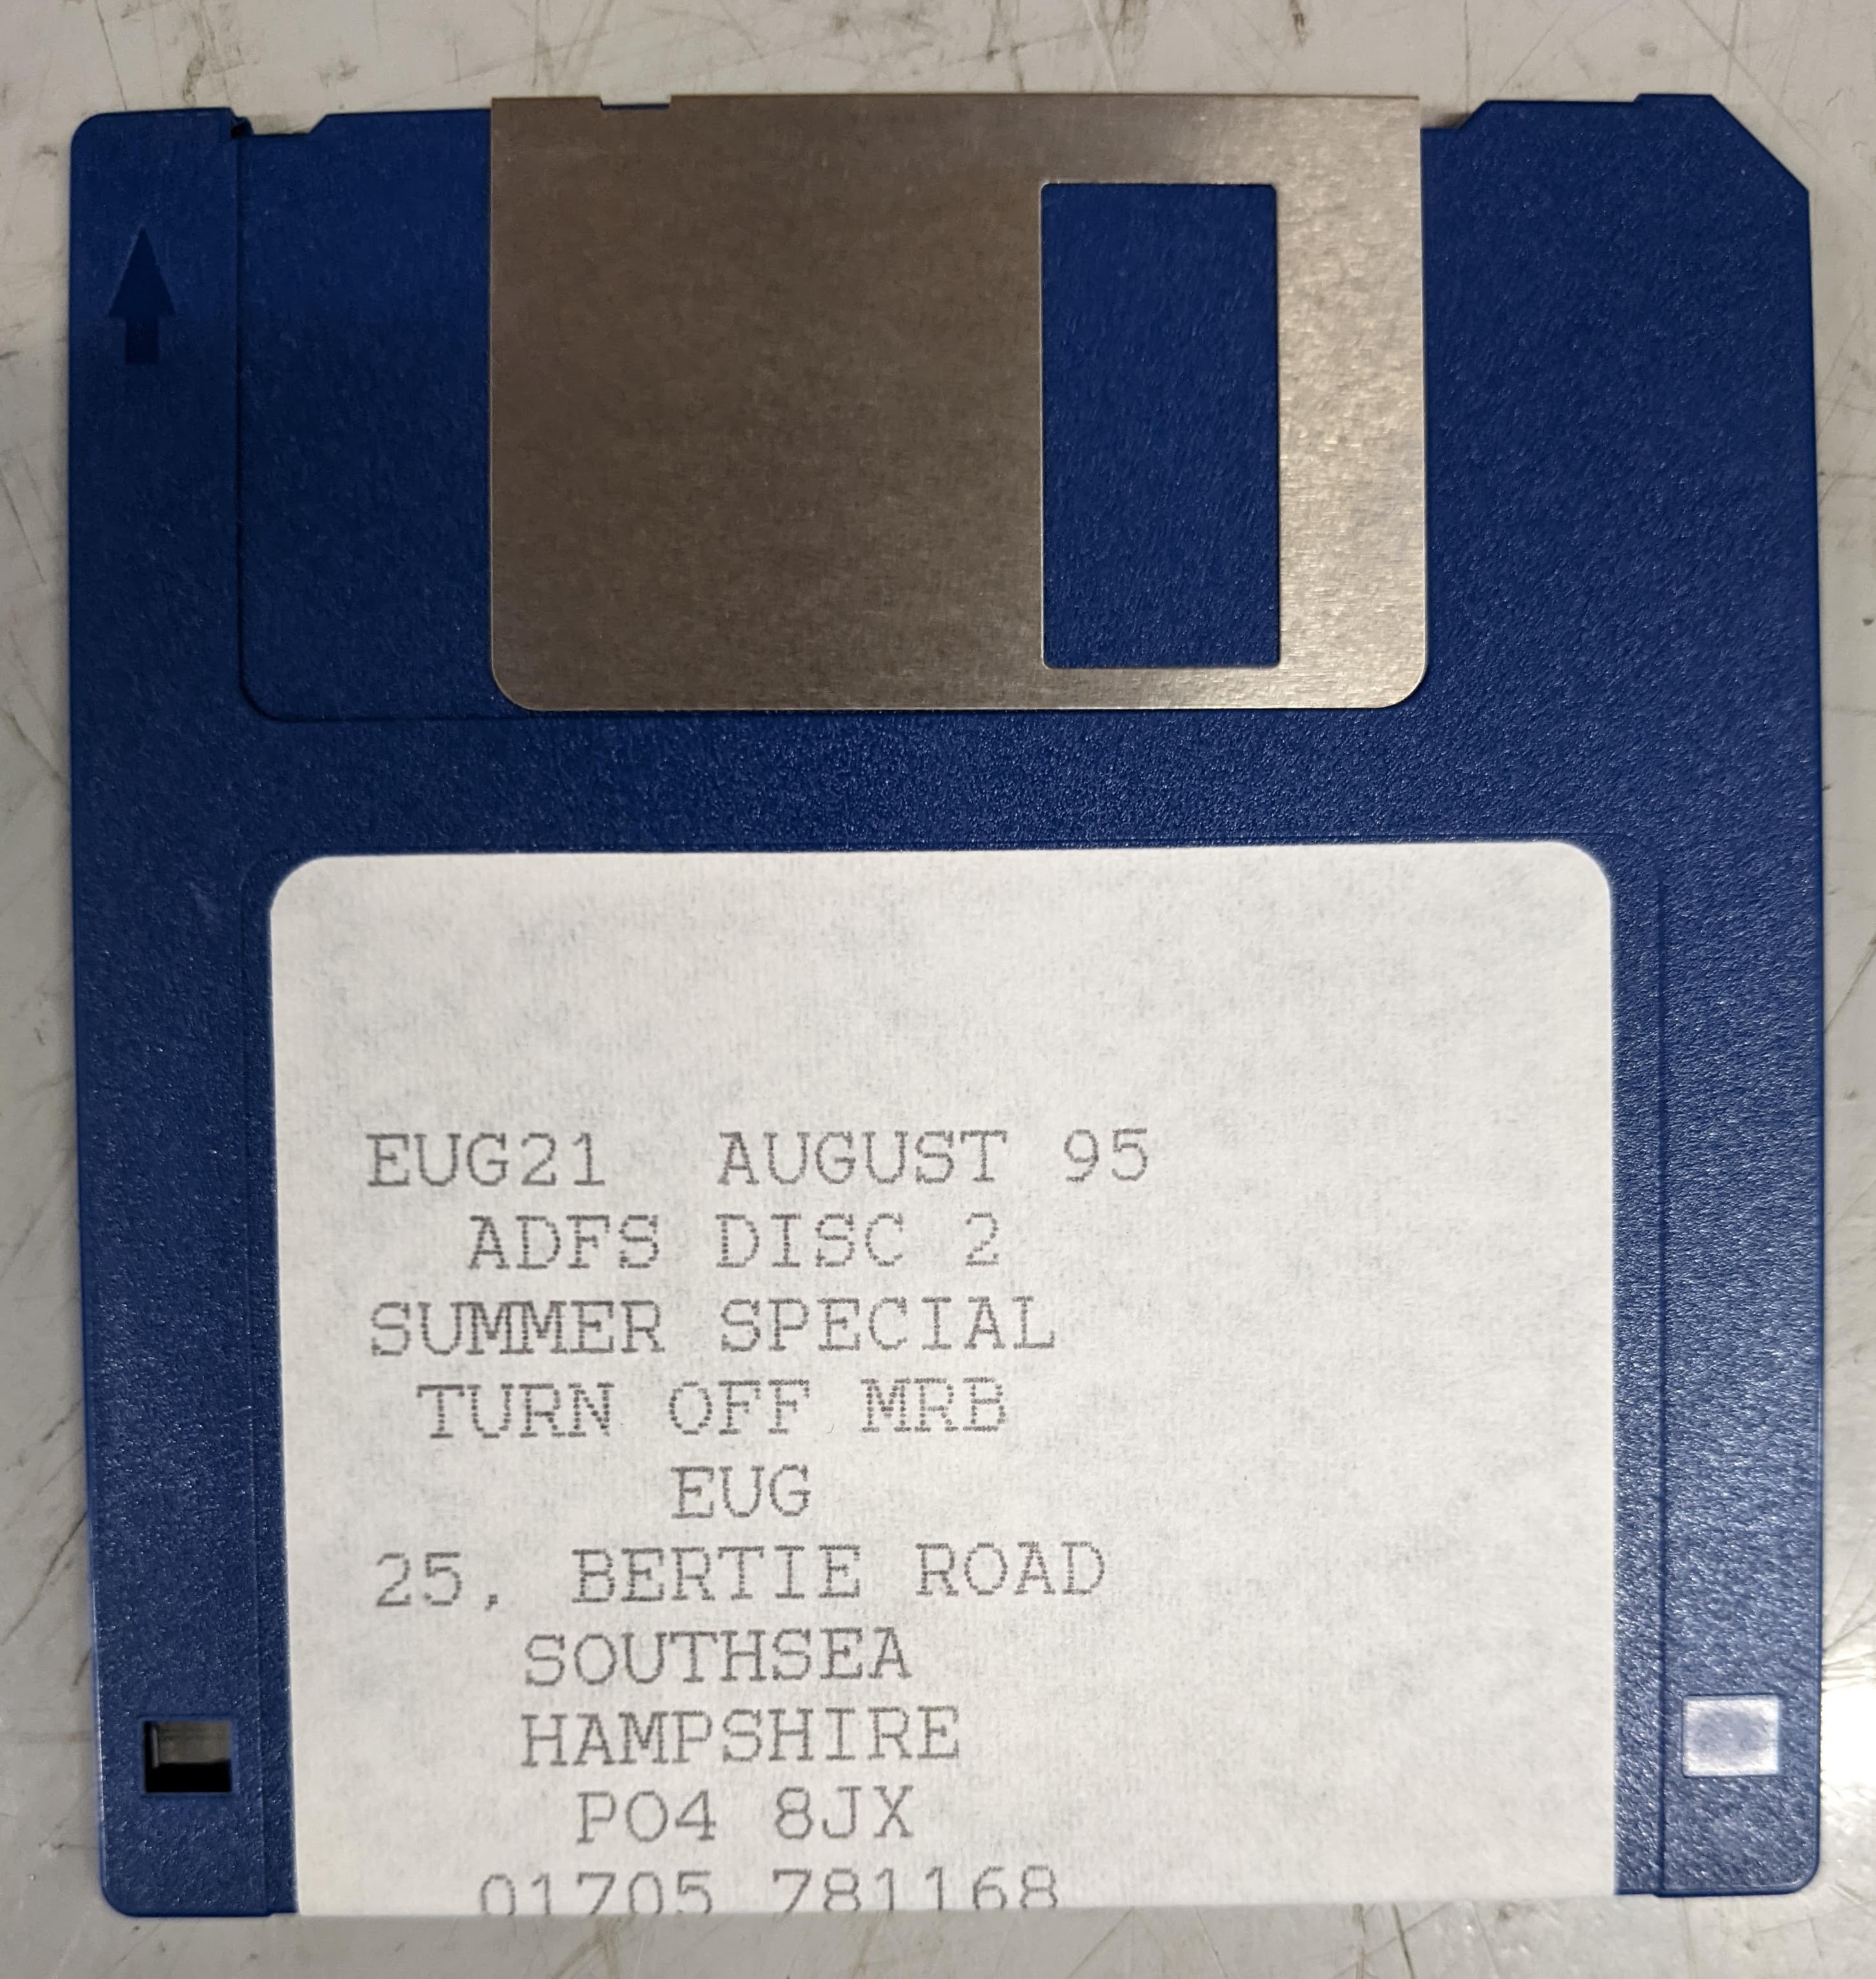 EUG21 AUGUST 95
ADFS DISC 2
SUMMER SPECIAL
TURN OFF MRB
EUG
25, BERTIE ROAD
SOUTHSEA
HAMPSHIRE
PO4 8JX
01705 781168